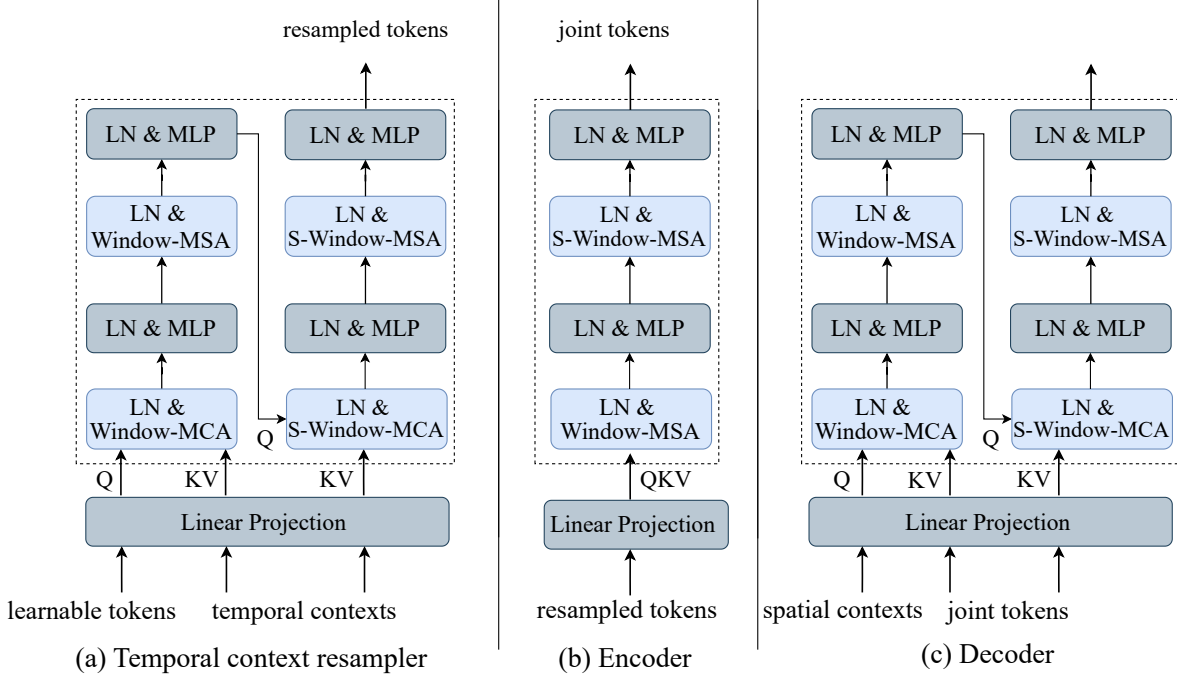 resampled tokens
LN & MLP
LN & MLP
LN &
Window-MSA
LN &
S-Window-MSA
LN & MLP
LN & MLP
LN &
Window-MCA
Q
LN &
S-Window-MCA
Q
KV
KV
Linear Projection
learnable tokens
temporal contexts
(a) Temporal context resampler
joint tokens
LN & MLP
LN &
S-Window-MSA
LN & MLP
LN &
Window-MSA
QKV
Linear Projection
resampled tokens
(b) Encoder
LN & MLP
LN & MLP
LN &
Window-MSA
LN &
S-Window-MSA
LN & MLP
LN & MLP
LN &
Window-MCA
Q
LN &
S-Window-MCA
Q
KV
KV
Linear Projection
spatial contexts
joint tokens
(c) Decoder